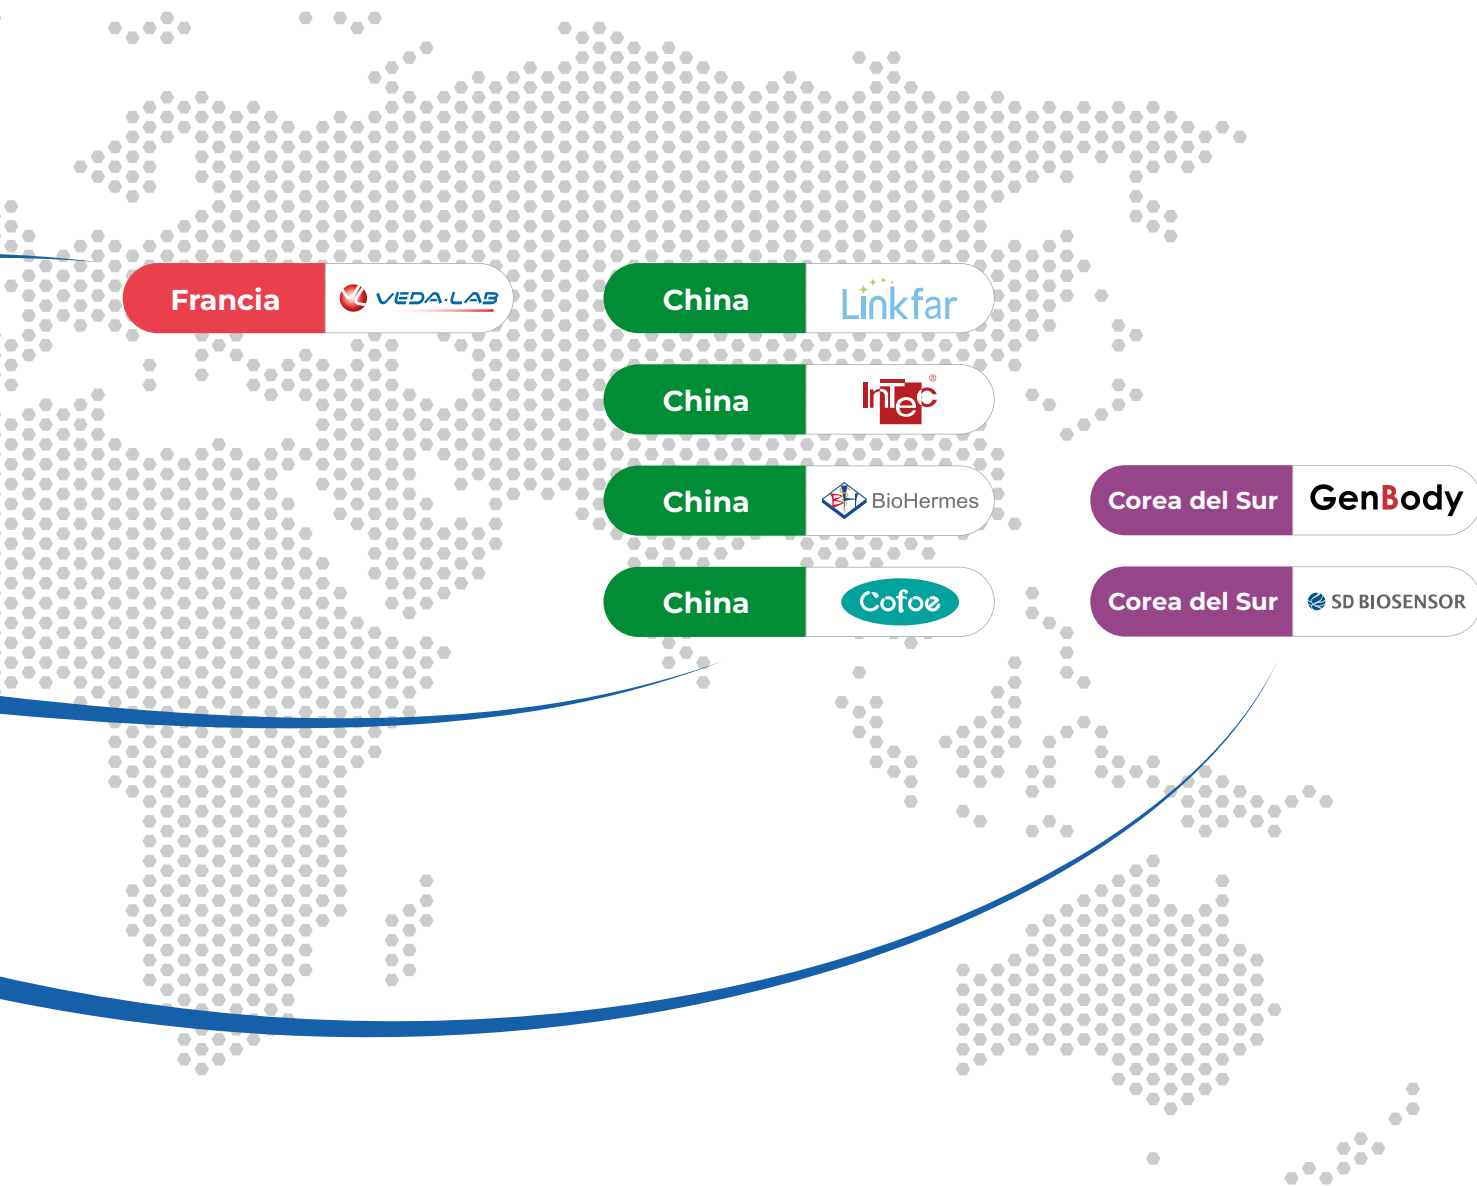 Francia
VEDA·LAB
China
Linkfar
China
InTec®
China
BH BioHermes
China
Cofoe
Corea del Sur
GenBody
Corea del Sur
SD BIOSENSOR